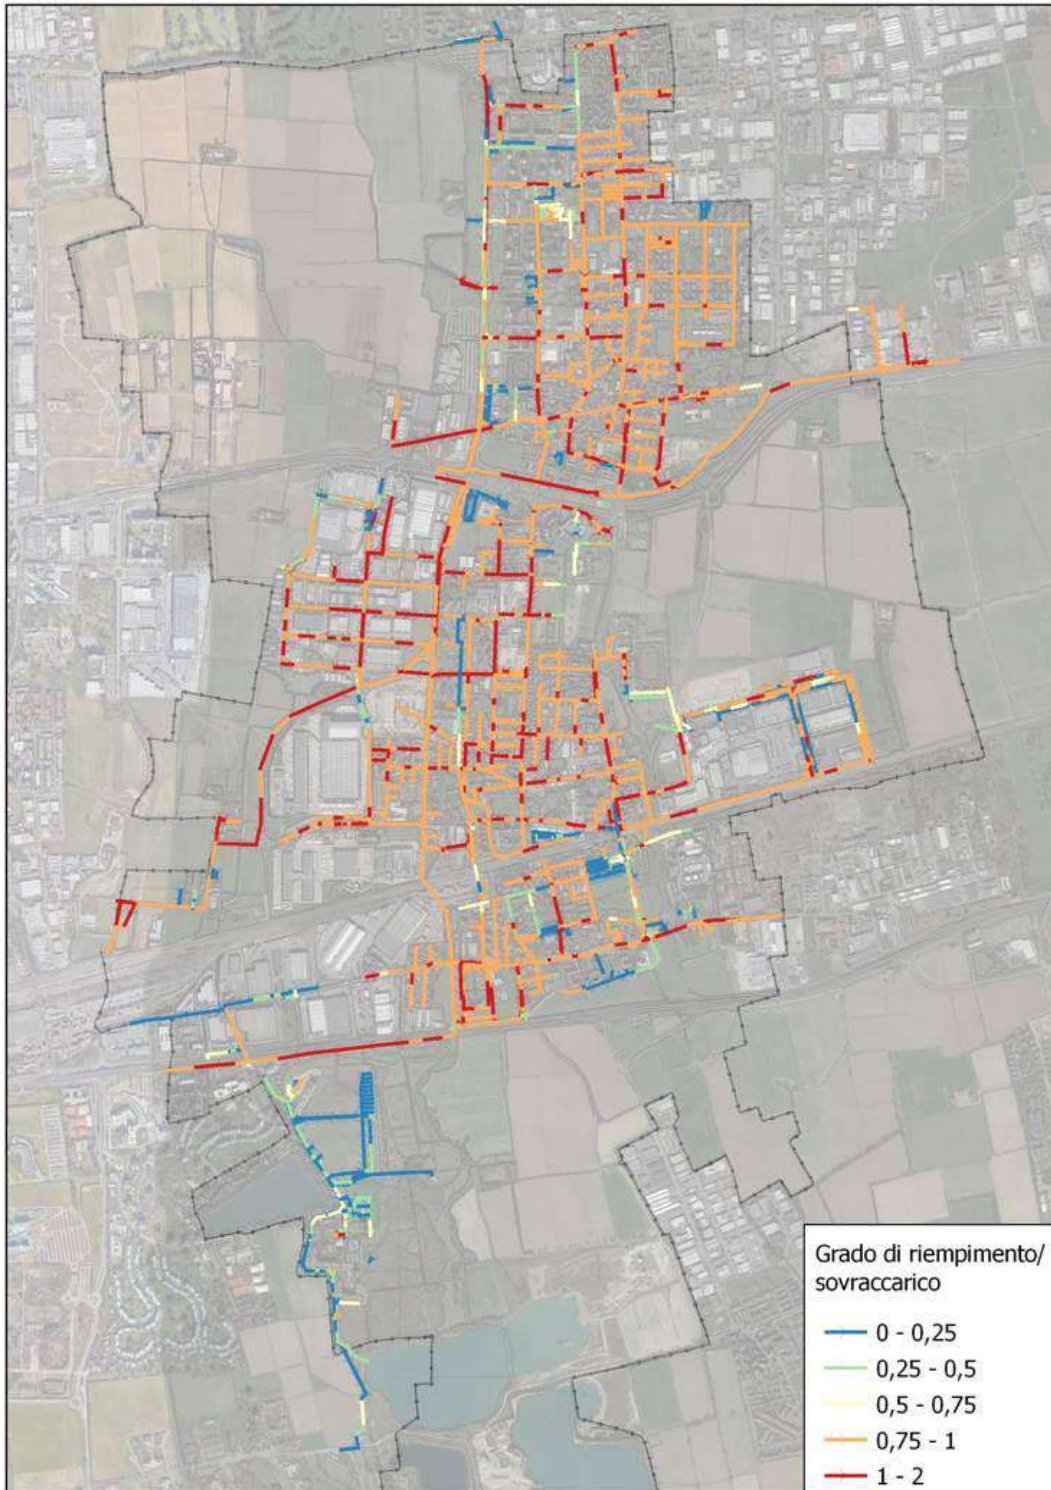 Grado di riempimento/
sovraccarico
0 - 0,25
0,25 - 0,5
0,5 - 0,75
0,75 - 1
1 - 2